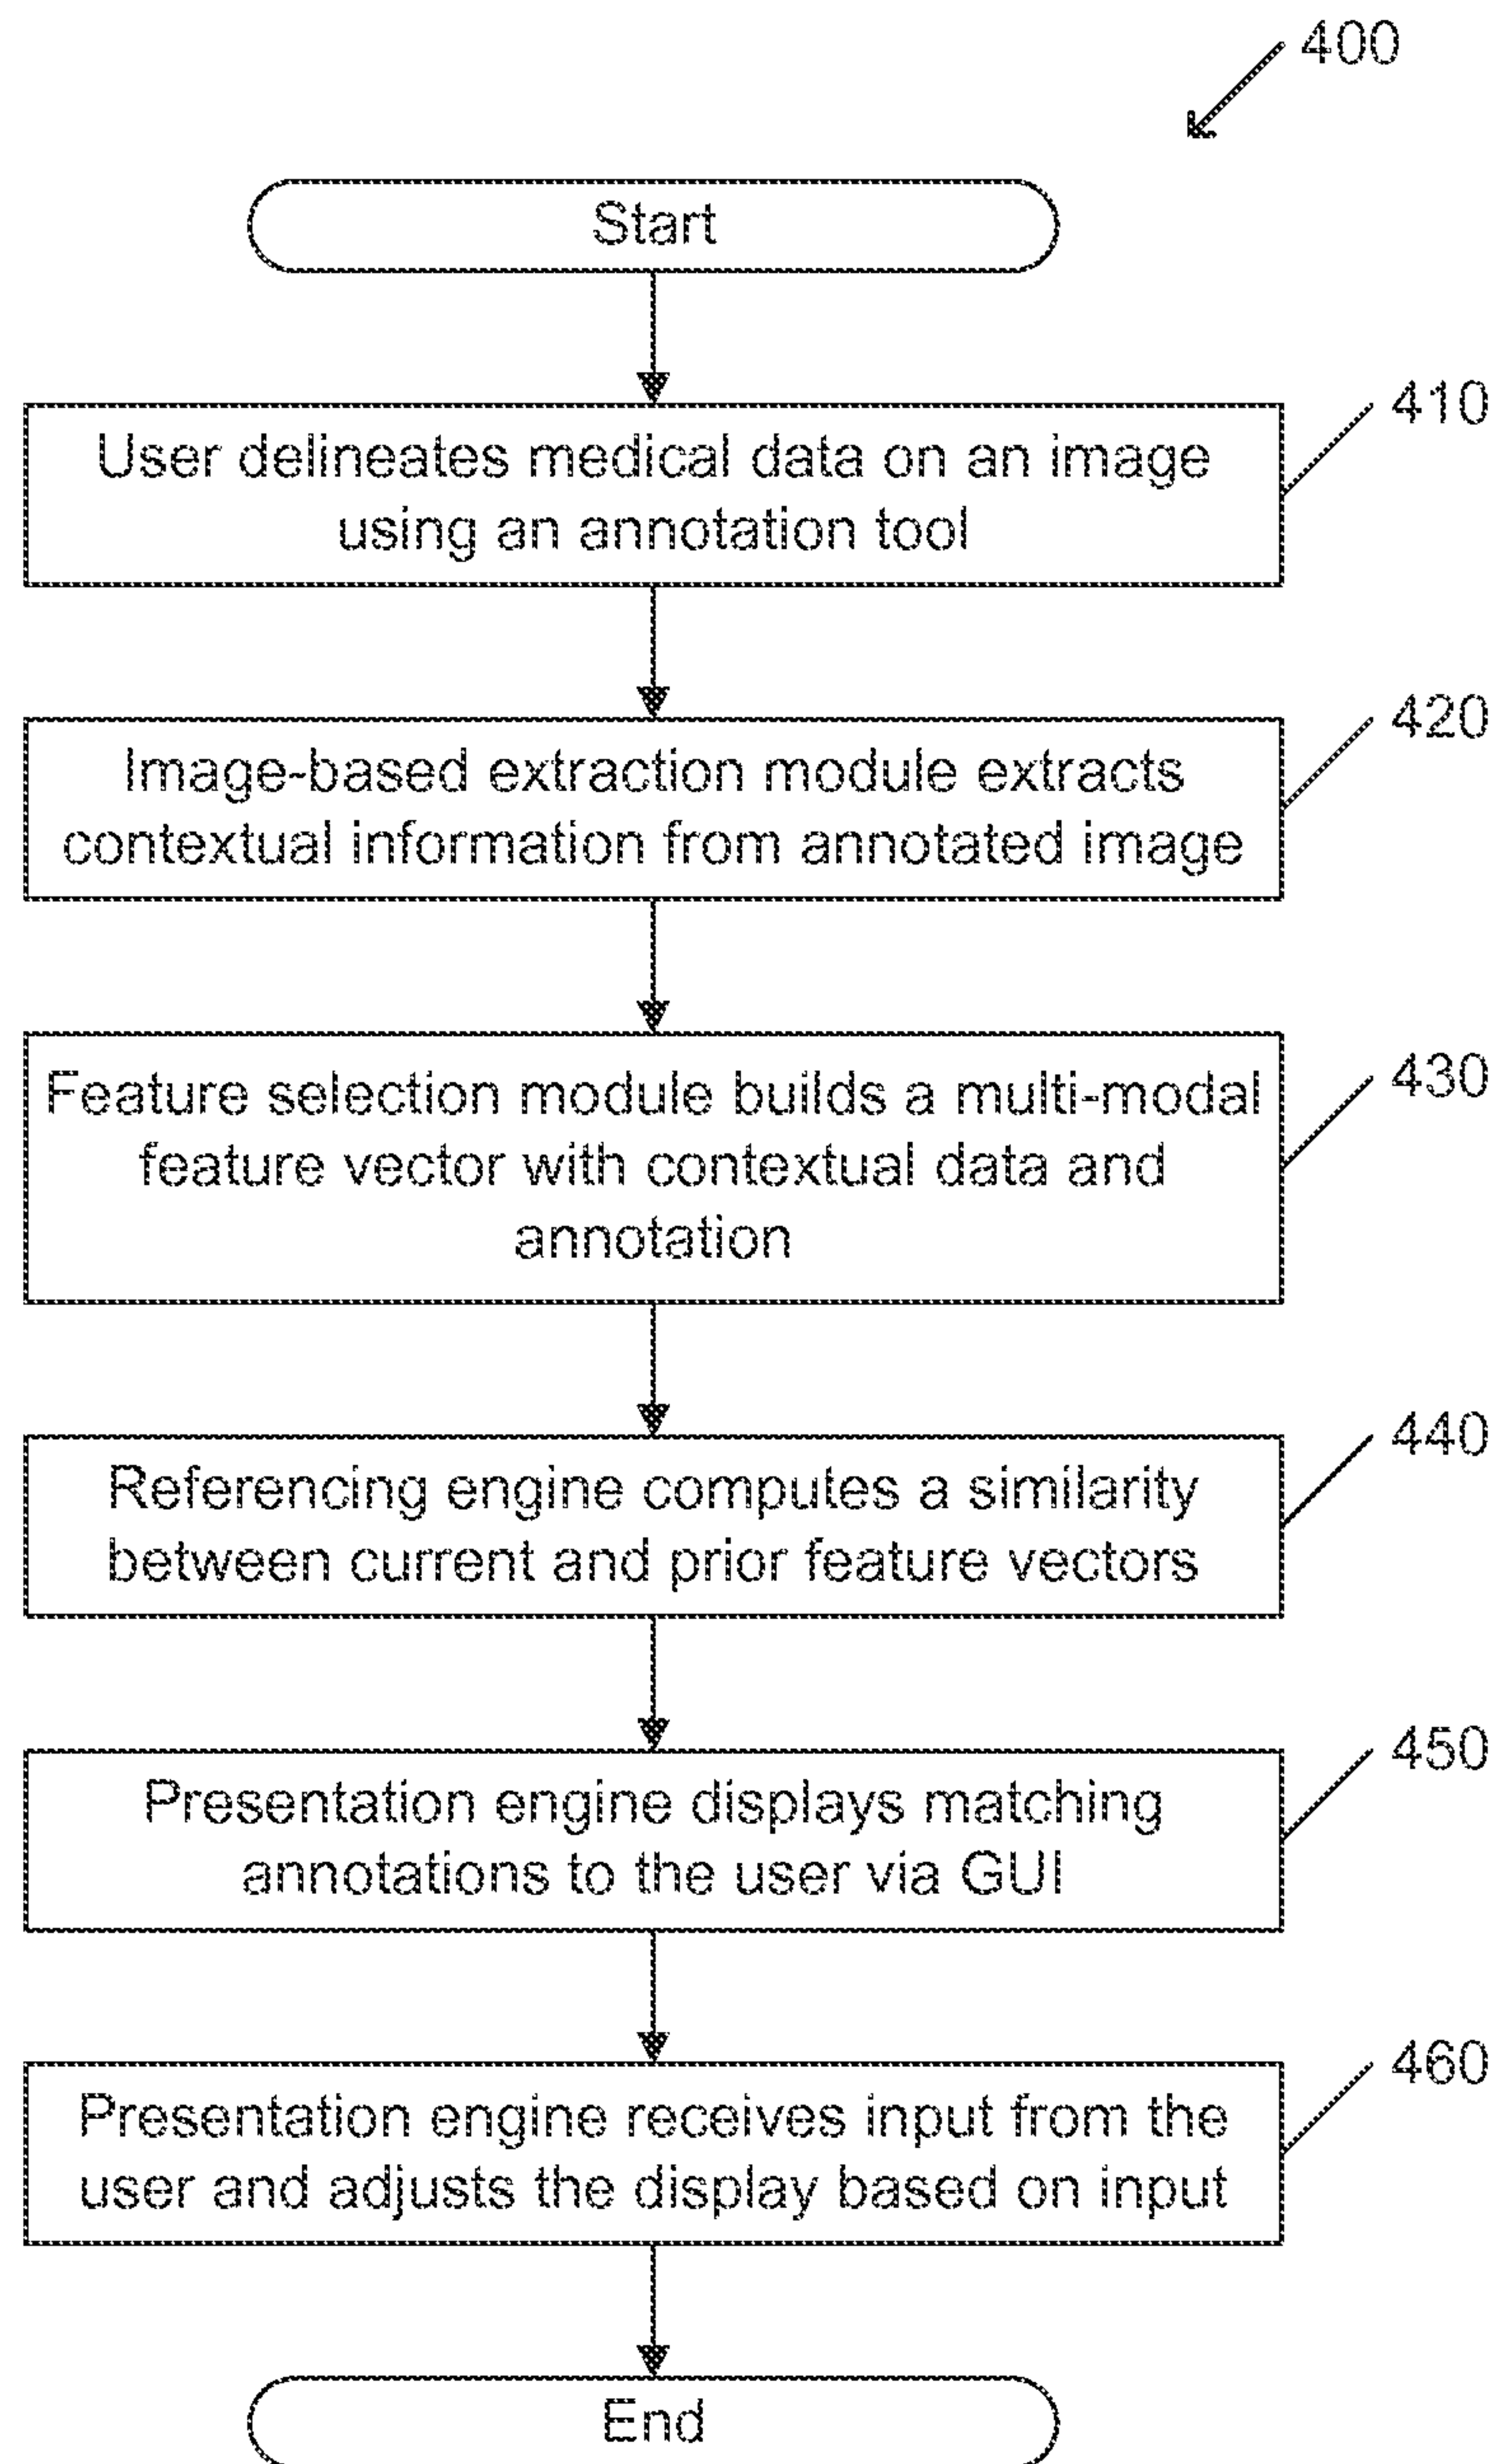 400
Start
410
User delineates medical data on an image
using an annotation tool
420
Image-based extraction module extracts
contextual information from annotated image
430
Feature selection module builds a multi-modal
feature vector with contextual data and
annotation
440
Referencing engine computes a similarity
between current and prior feature vectors
450
Presentation engine displays matching
annotations to the user via GUI
460
Presentation engine receives input from the
user and adjusts the display based on input
End